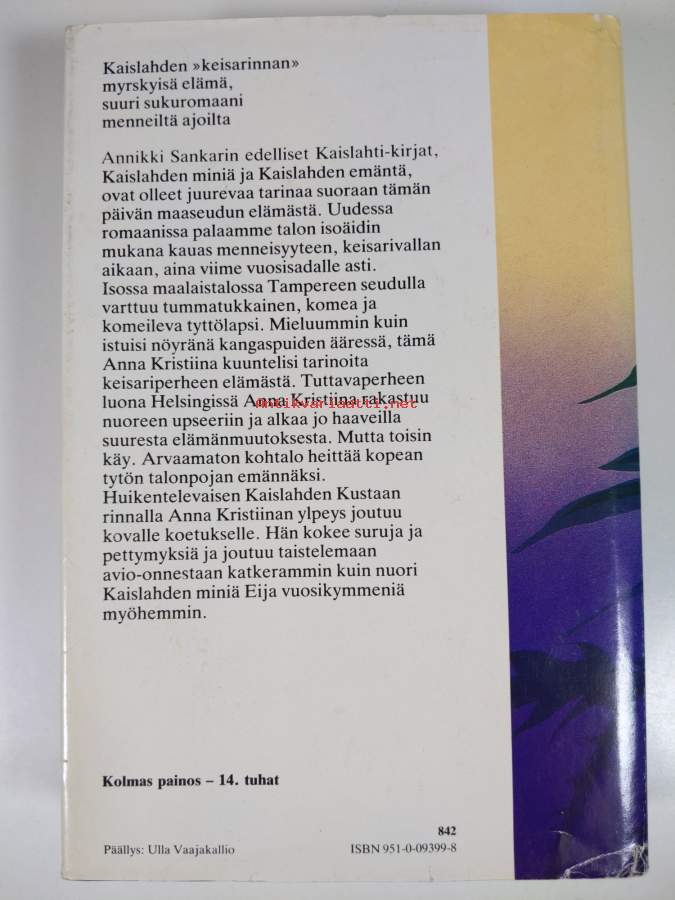 Kaislahden »keisarinnan»
myrskyisä elämä,
suuri sukuromaani
menneiltä ajoilta
Annikki Sankarin edelliset Kaislahti-kirjat,
Kaislahden miniä ja Kaislahden emäntä,
ovat olleet juurevaa tarinaa suoraan tämän
päivän maaseudun elämästä. Uudessa
romaanissa palaamme talon isoäidin
mukana kauas menneisyyteen, keisarivallan
aikaan, aina viime vuosisadalle asti.
Isossa maalaistalossa Tampereen seudulla
varttuu tummatukkainen, komea ja
komeileva tyttölapsi. Mieluummin kuin
istuisi nöyränä kangaspuiden ääressä, tämä
Anna Kristiina kuuntelisi tarinoita
keisariperheen elämästä. Tuttavaperheen
luona Helsingissä Anna Kristiina rakastuu
antikvariaatti.net
nuoreen upseeriin ja alkaa jo haaveilla
suuresta elämänmuutoksesta. Mutta toisin
käy. Arvaamaton kohtalo heittää kopean
tytön talonpojan emännäksi.
Huikentelevaisen Kaislahden Kustaan
rinnalla Anna Kristiinan ylpeys joutuu
kovalle koetukselle. Hän kokee suruja ja
pettymyksiä ja joutuu taistelemaan
avio-onnestaan katkerammin kuin nuori
Kaislahden miniä Eija vuosikymmeniä
myöhemmin.
Kolmas painos – 14. tuhat
842
Päällys: Ulla Vaajakallio
ISBN 951-0-09399-8